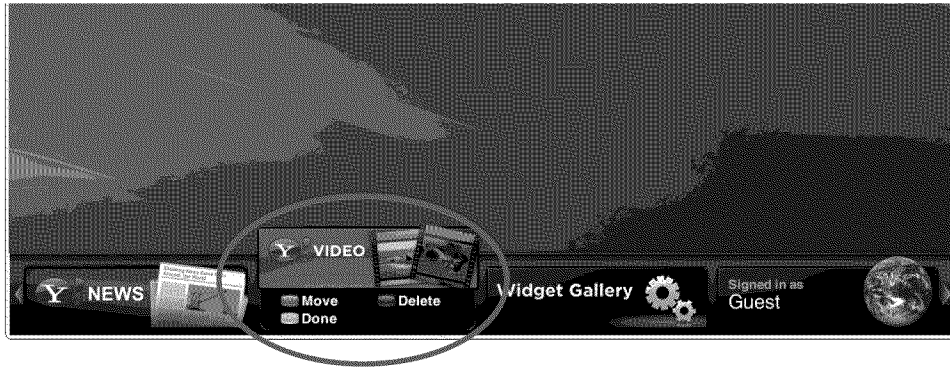 Y NEWS
Y VIDEO
Move Delete
Done
Widget Gallery
Signed in as
Guest